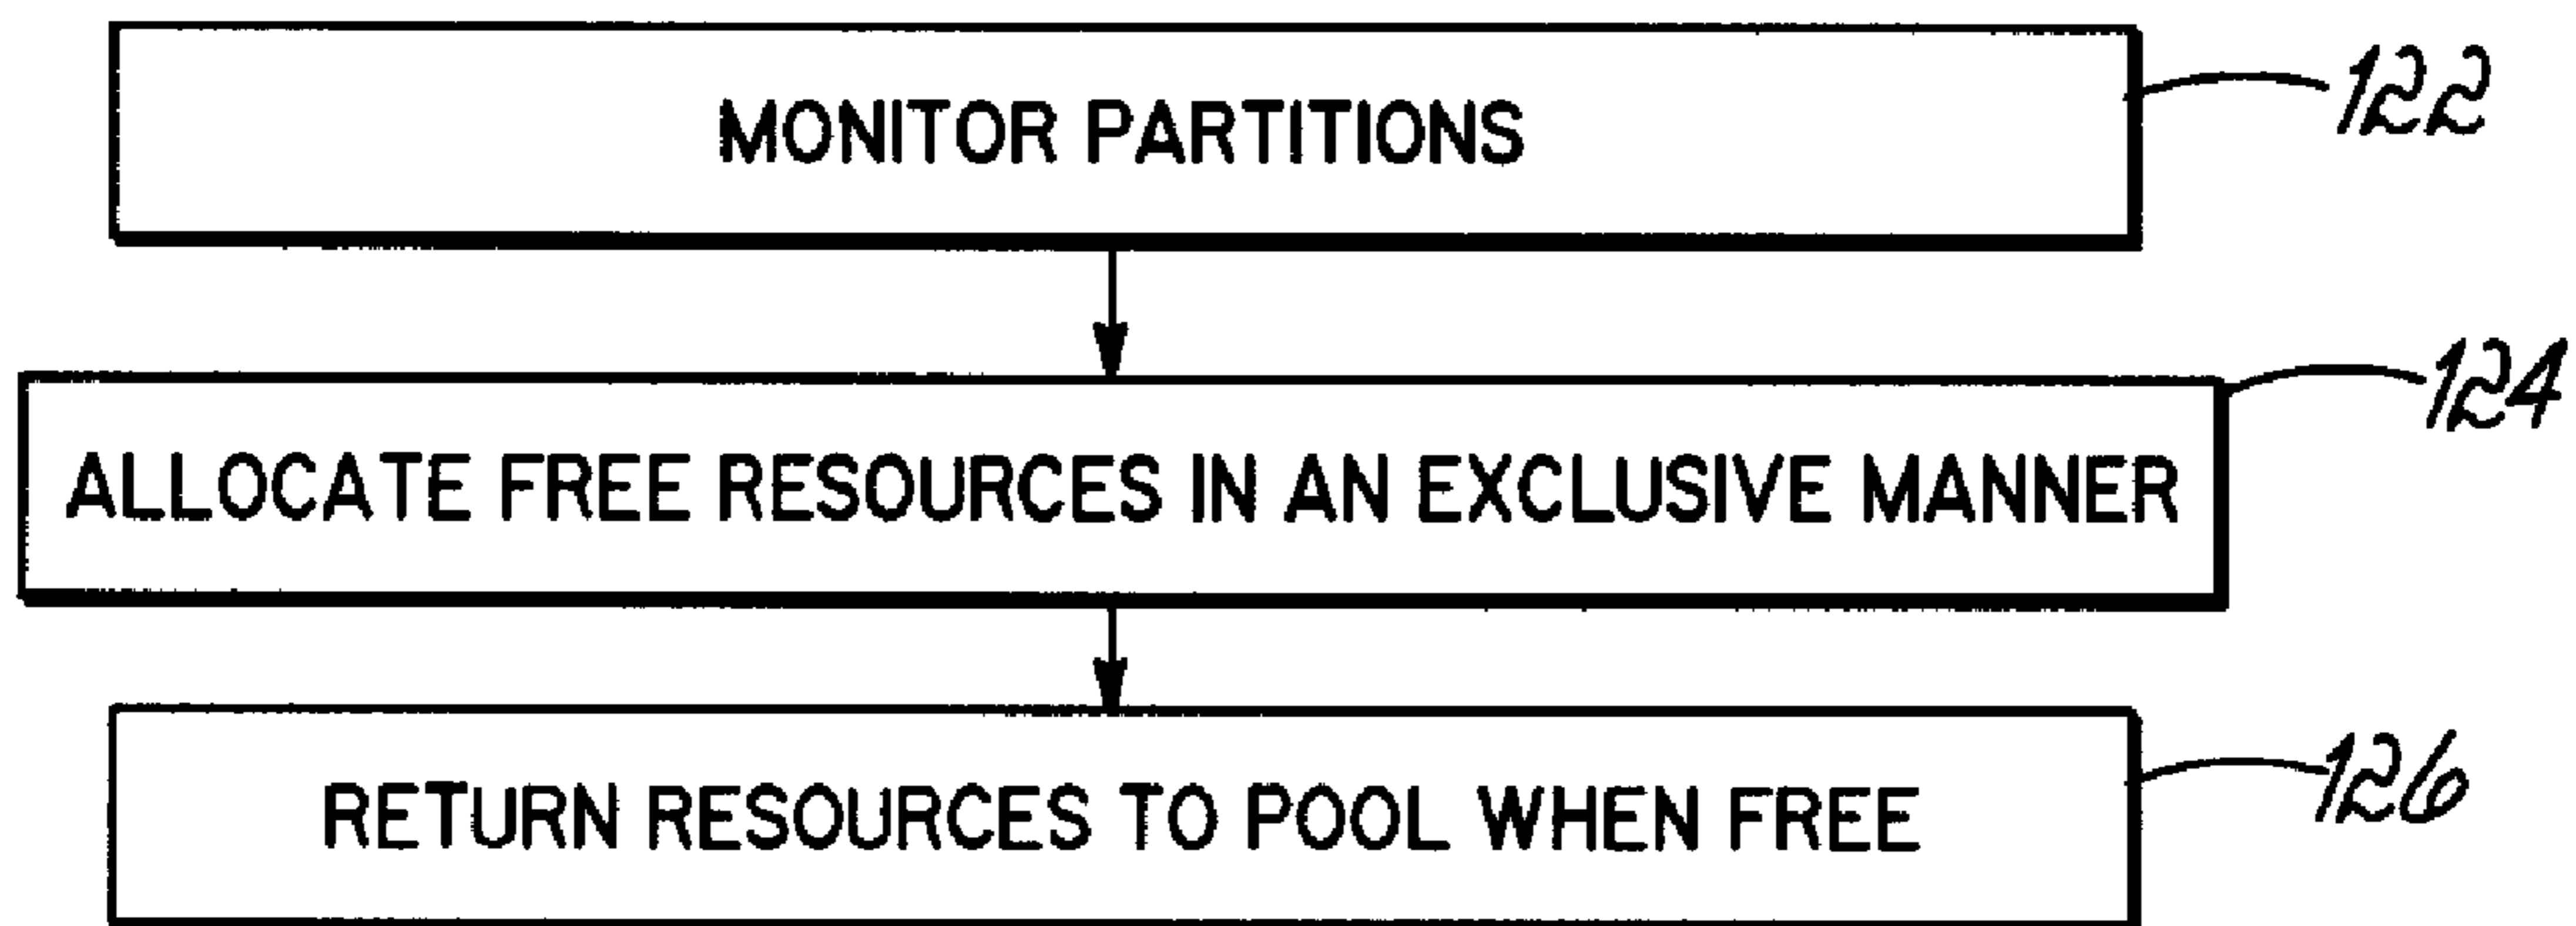 MONITOR PARTITIONS
122
ALLOCATE FREE RESOURCES IN AN EXCLUSIVE MANNER
124
RETURN RESOURCES TO POOL WHEN FREE
126